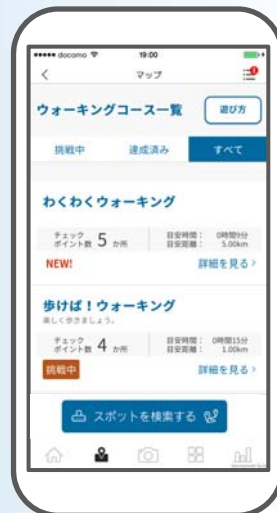 docomo 19:00
マップ
ウォーキングコース一覧 遊び方
挑戦中 達成済み すべて
わくわくウォーキング
チェックポイント数 5 か所 目安時間： 0時間9分
目安距離： 5.00km
NEW! 詳細を見る
歩けば！ウォーキング
楽しく歩きましょう。
チェックポイント数 4 か所 目安時間： 0時間15分
目安距離： 1.00km
挑戦中 詳細を見る
スポットを検索する